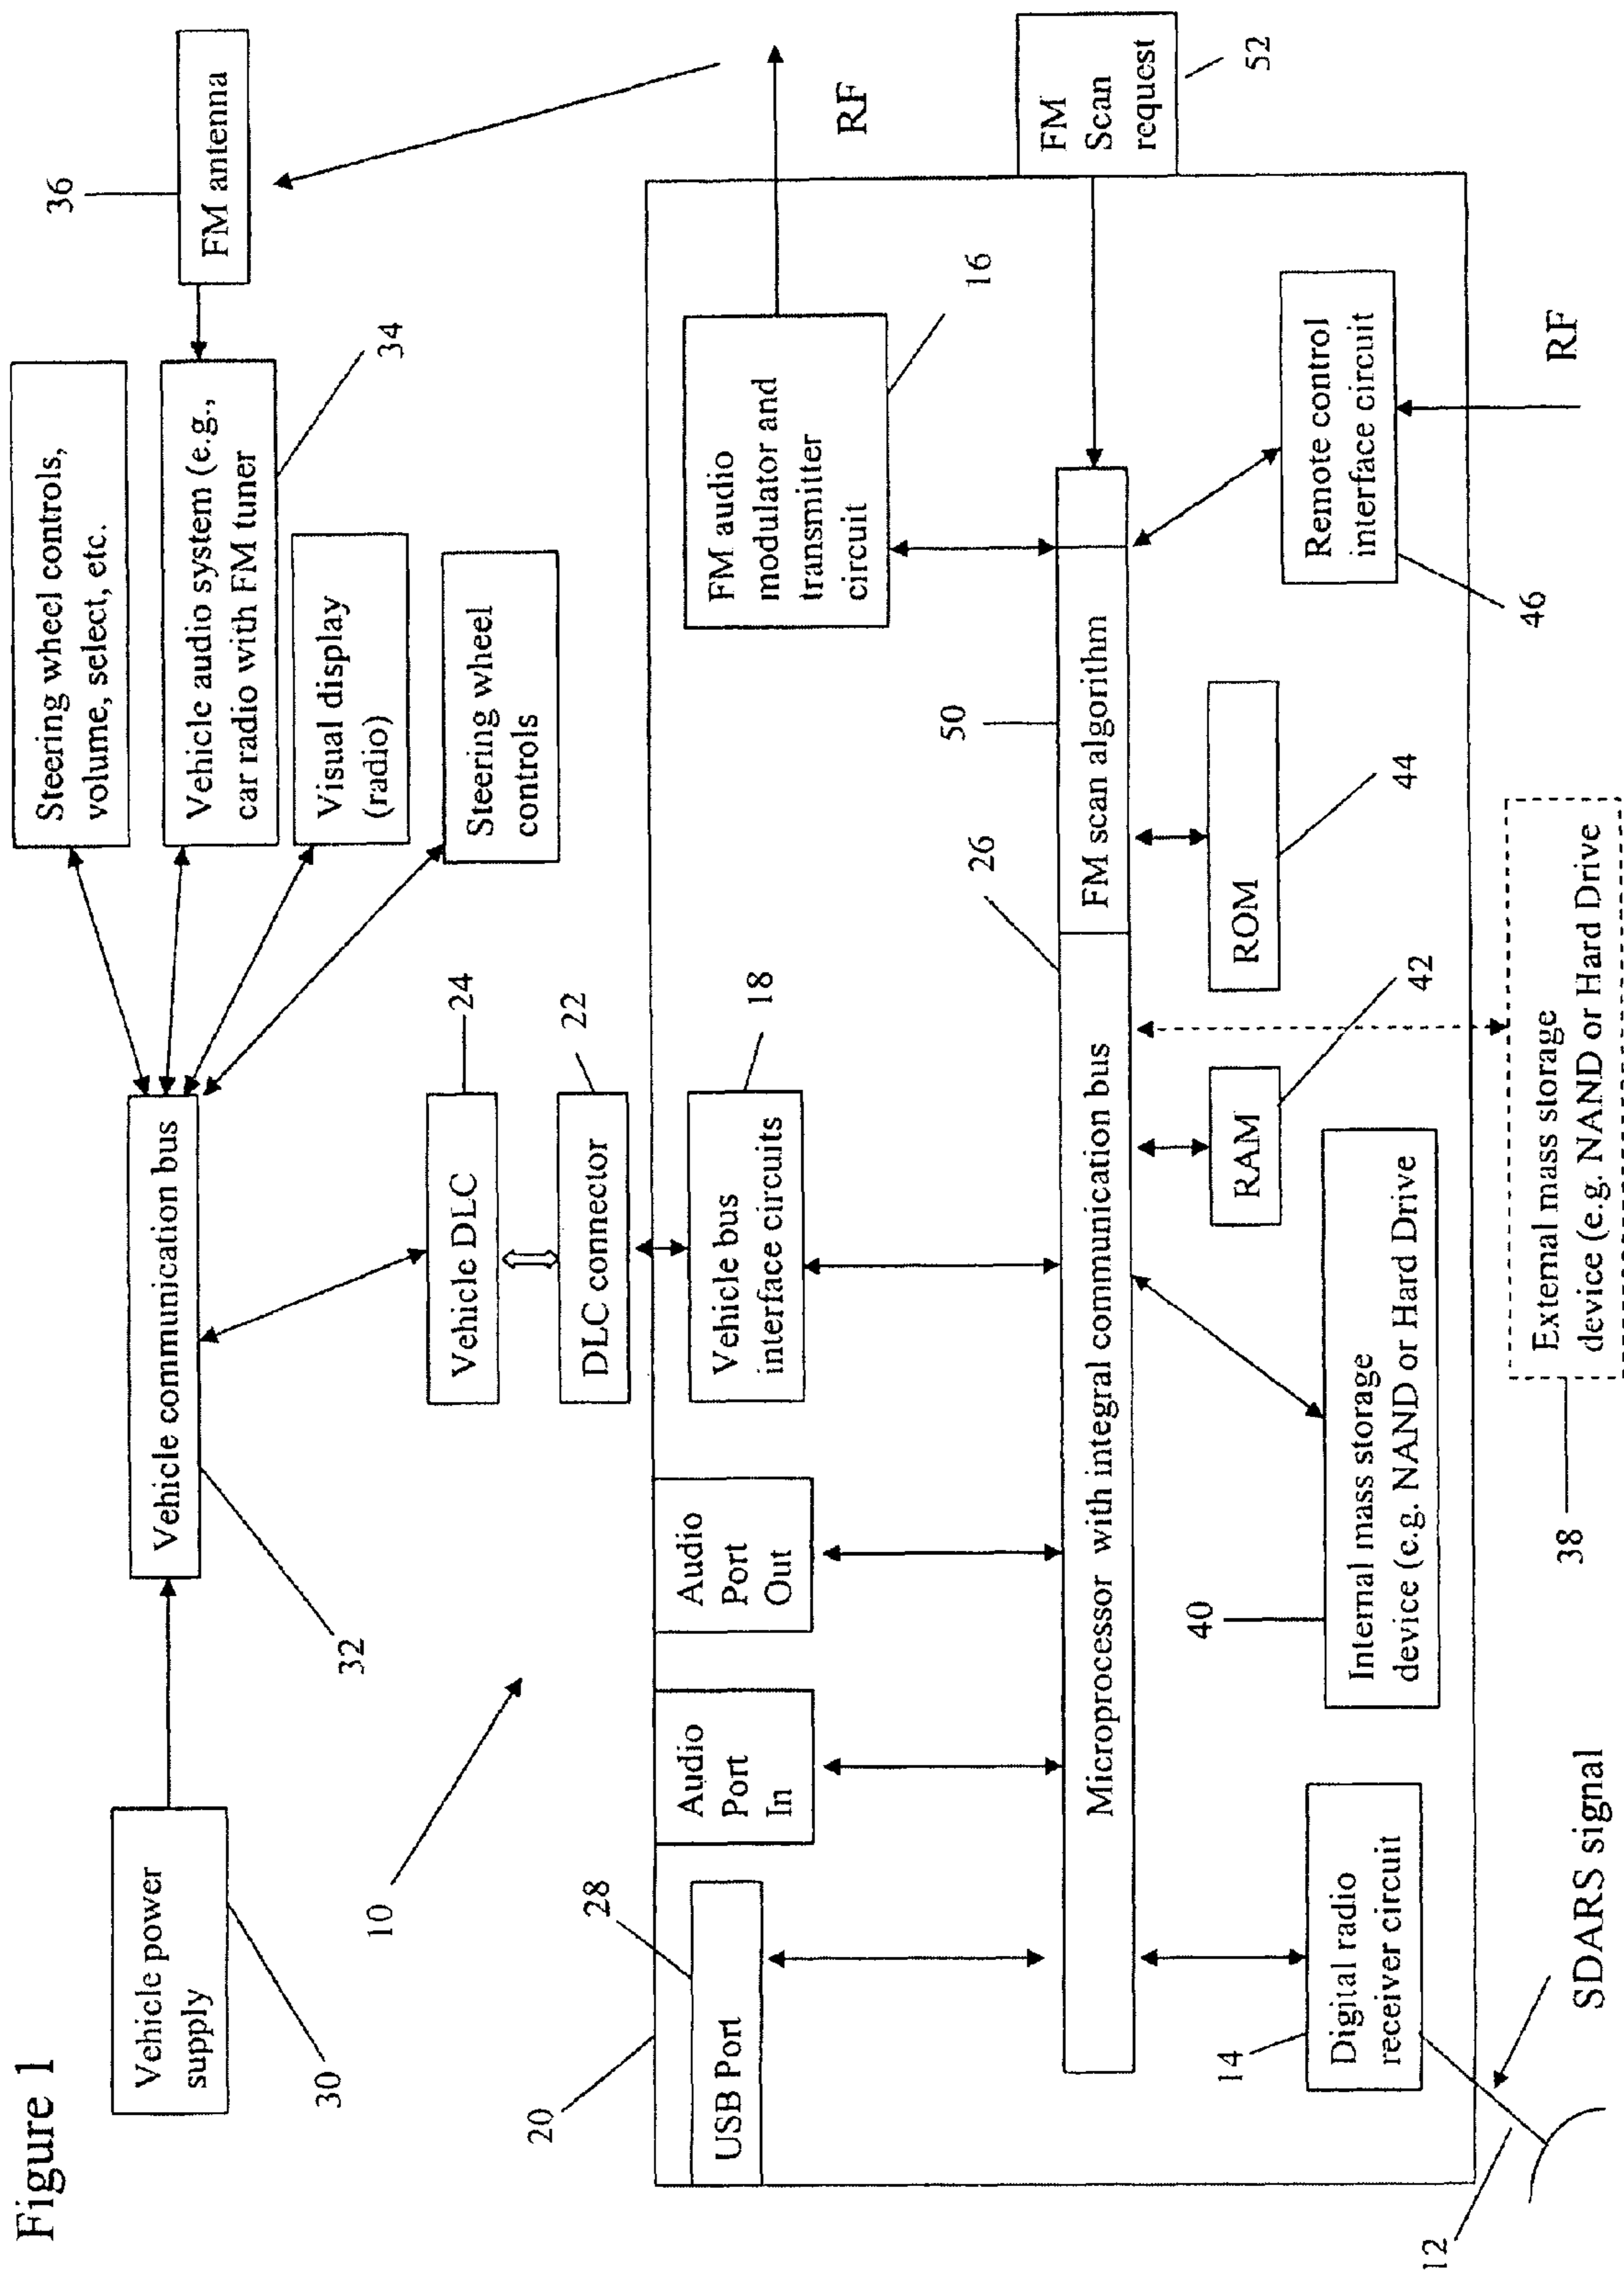 Figure 1
Vehicle power
supply
30
Vehicle communication bus
32
Steering wheel controls,
volume, select, etc.
Vehicle audio system (e.g.,
car radio with FM tuner
34
FM antenna
36
Visual display
(radio)
Steering wheel
controls
10
Vehicle DLC
24
DLC connector
22
20
USB Port
28
Audio
Port
In
Audio
Port
Out
Vehicle bus
interface circuits
18
FM audio
modulator and
transmitter
circuit
16
RF
Microprocessor with integral communication bus
26
FM scan algorithm
50
FM
Scan
request
52
14
Digital radio
receiver circuit
40
Internal mass storage
device (e.g. NAND or Hard Drive
RAM
42
ROM
44
Remote control
interface circuit
46
RF
12
SDARS signal
38
External mass storage
device (e.g. NAND or Hard Drive